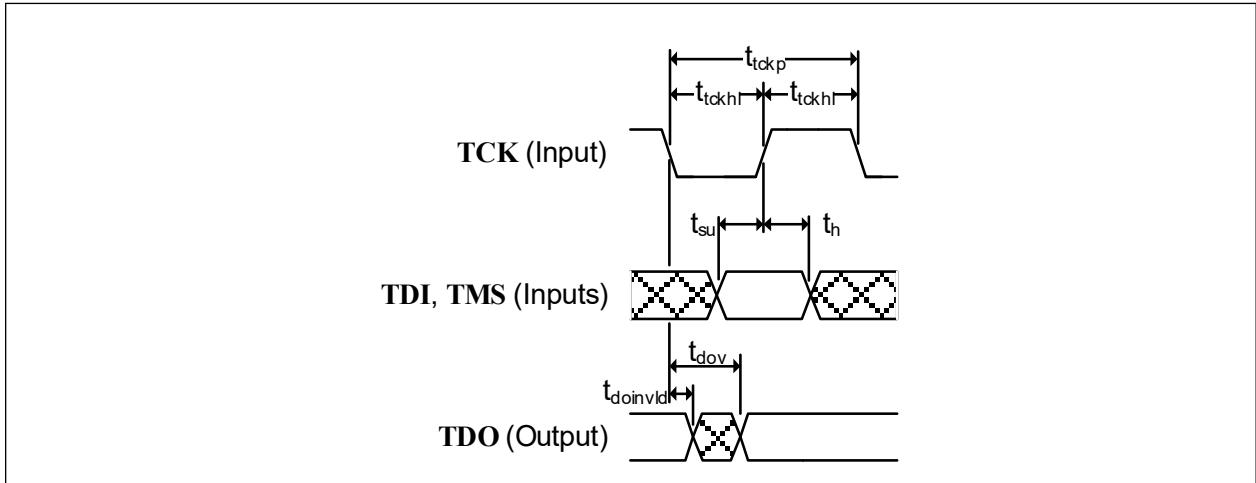 t_tckp
t_tckhl t_tckhl
TCK (Input)
t_su t_h
TDI, TMS (Inputs)
t_dov
t_doinvld
TDO (Output)